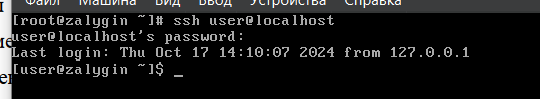 Файл Машина Вид Ввод Устройства Справка
[root@zalygin ~]# ssh user@localhost
user@localhost's password:
Last login: Thu Oct 17 14:10:07 2024 from 127.0.0.1
[user@zalygin ~]$ _